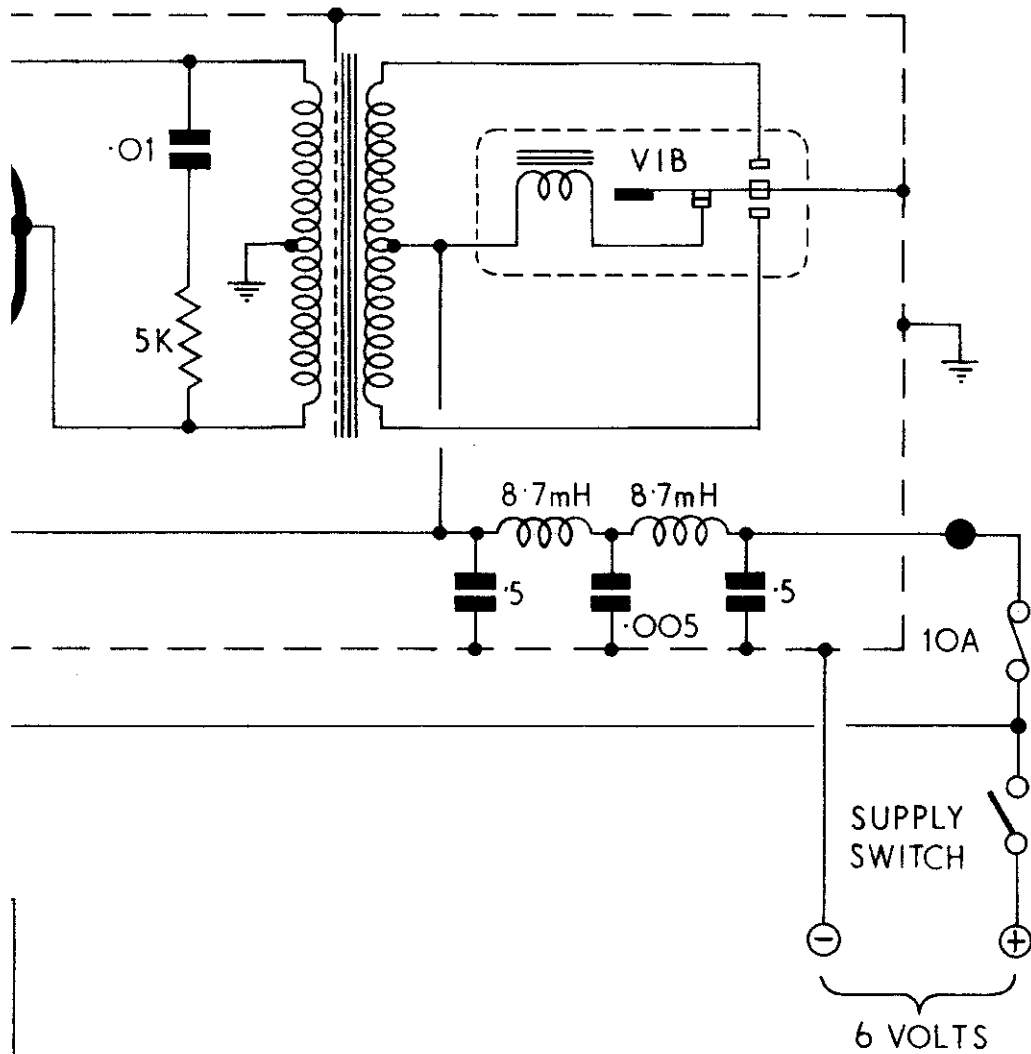 ·01
VIB
5K
8·7mH 8·7mH
·5
·005
·5
10A
SUPPLY
SWITCH
− +
6 VOLTS